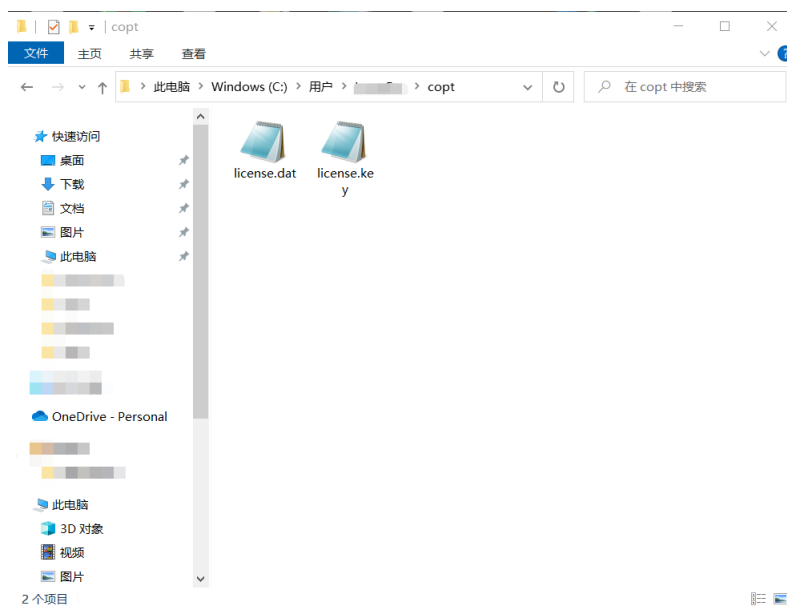 copt
文件 主页 共享 查看
此电脑 Windows (C:) 用户 copt
在 copt 中搜索
快速访问
桌面
下载
文档
图片
此电脑
OneDrive - Personal
此电脑
3D 对象
视频
图片
license.dat
license.ke
y
2 个项目